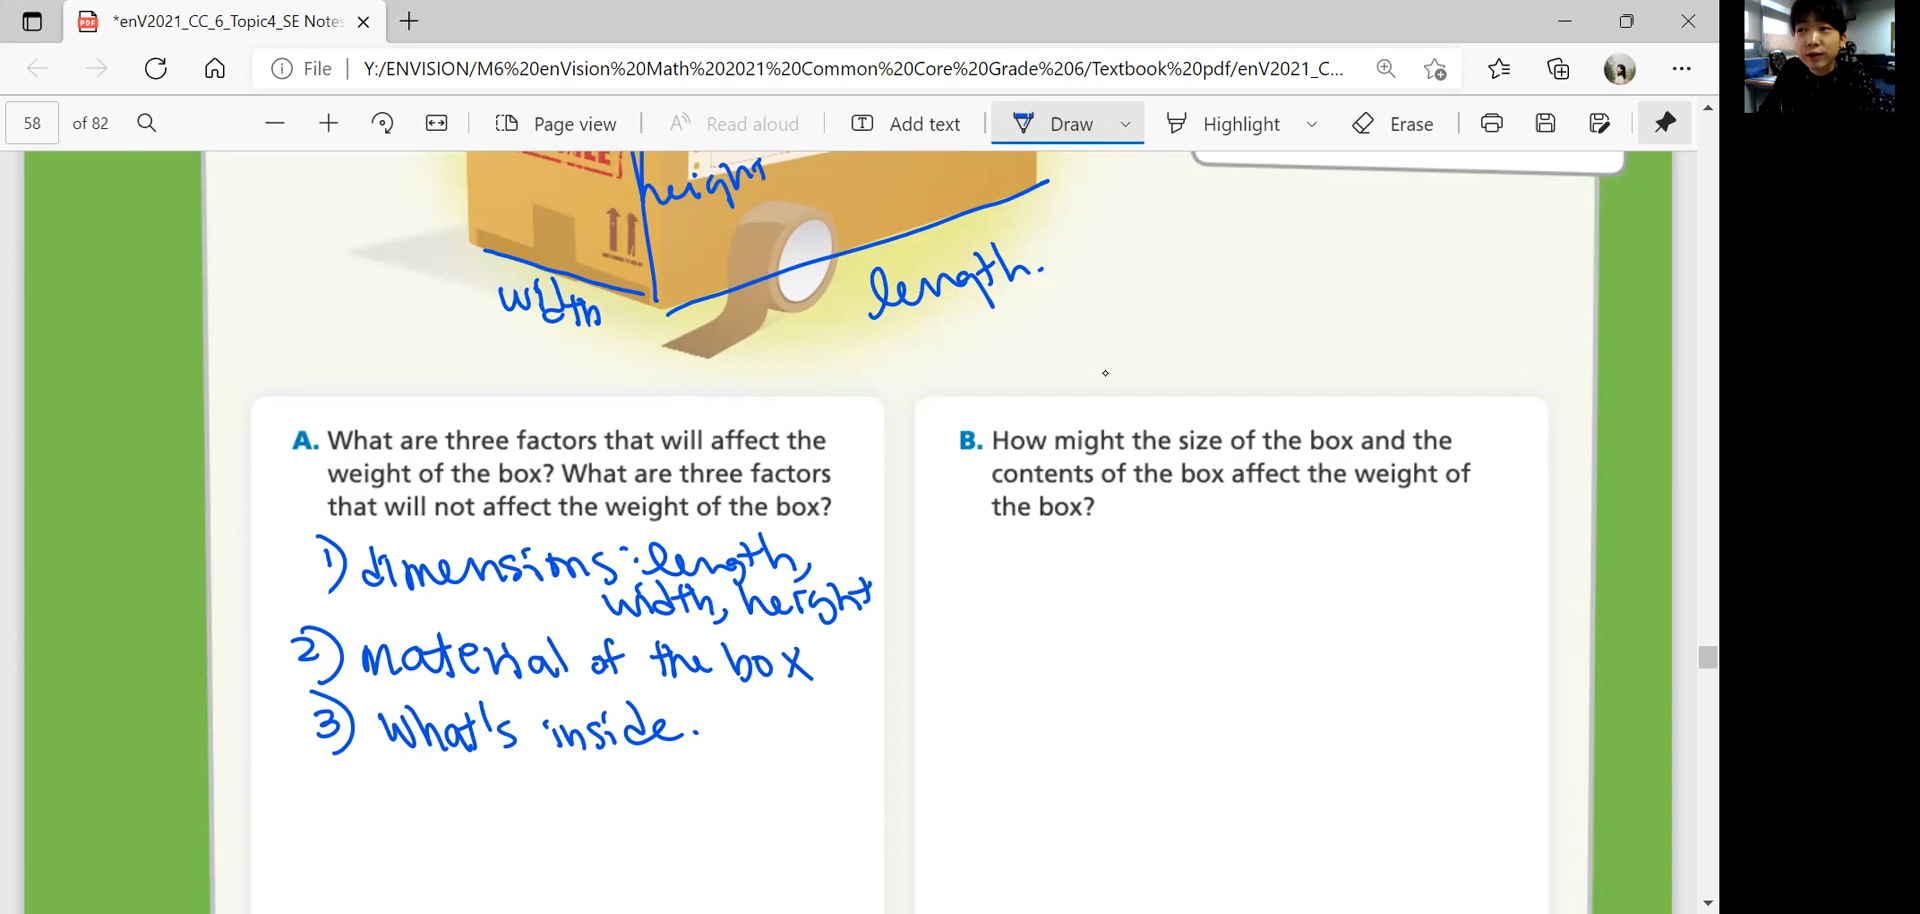 *enV2021_CC_6_Topic4_SE Notes
File
Y:/ENVISION/M6%20enVision%20Math%202021%20Common%20Core%20Grade%206/Textbook%20pdf/enV2021_C...
58 of 82
Page view
Read aloud
Add text
Draw
Highlight
Erase
height
width
length.
A. What are three factors that will affect the
weight of the box? What are three factors
that will not affect the weight of the box?
1) dimensions: length,
width, height
2) material of the box
3) What's inside.
B. How might the size of the box and the
contents of the box affect the weight of
the box?